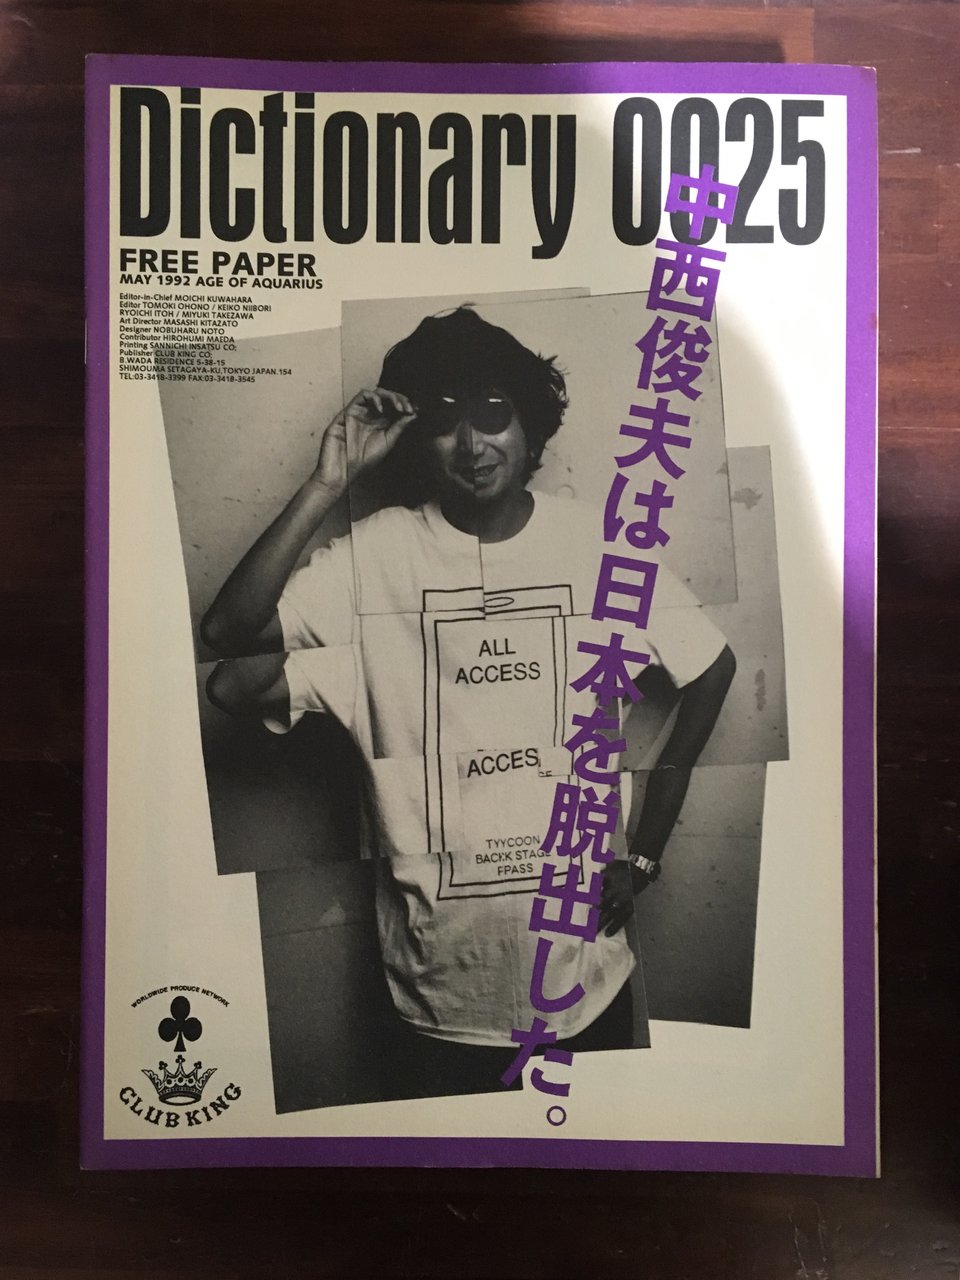 Dictionary 0025
FREE PAPER
MAY 1992 AGE OF AQUARIUS
Editor-in-Chief MOICHI KUWAHARA
Editor TOMOKI OHONO / KEIKO NIIBORI
RYOICHI ITOH / MIYUKI TAKEZAWA
Art Director MASASHI KITAZATO
Designer NOBUHARU NOTO
Contributor HIROHUMI MAEDA
Printing SANNICHI INSATSU CO;
Publisher CLUB KING CO;
B.WADA RESIDENCE 5-38-15
SHIMOUMA SETAGAYA-KU,TOKYO JAPAN.154
TEL:03-3418-3399 FAX:03-3418-3545
中西俊夫は日本を脱出した。
ALL
ACCESS
ACCES
CE
TYYCOON
BACKK STAGE
FPASS
WORLDWIDE PRODUCE NETWORK
CLUB KING